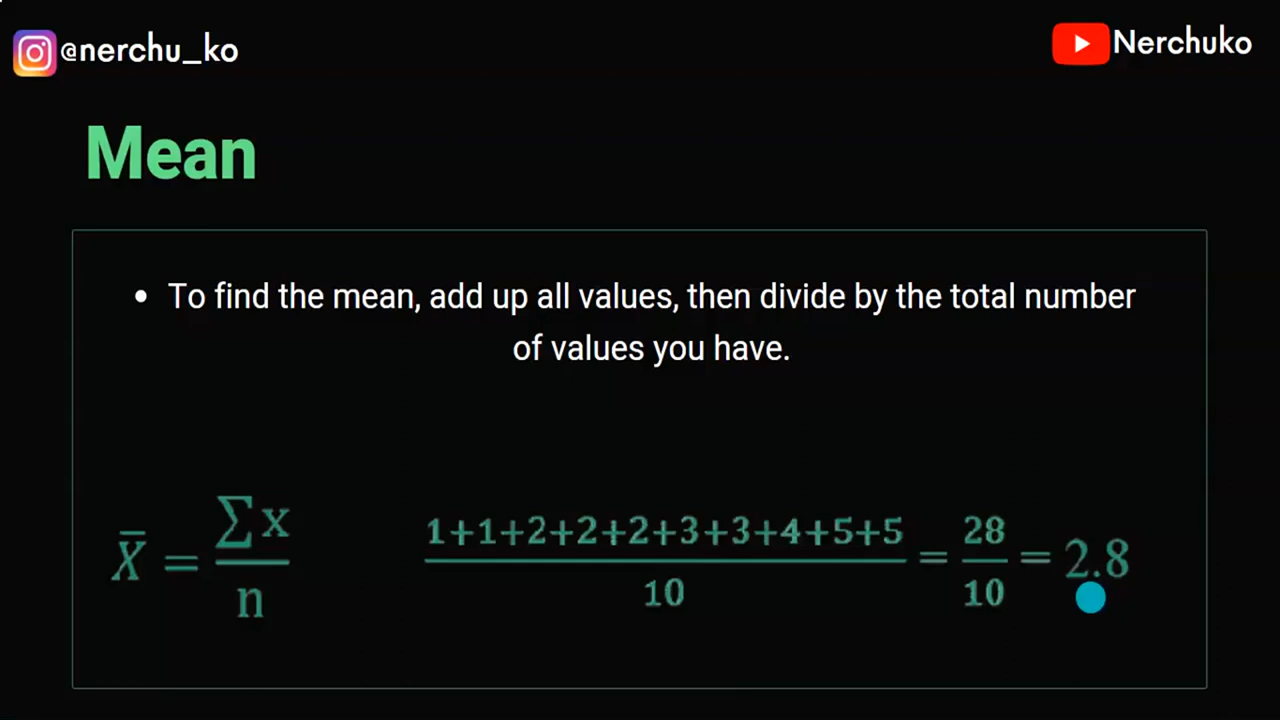 @nerchu_ko
Nerchuko
Mean
• To find the mean, add up all values, then divide by the total number
of values you have.
X̄ = ∑x / n
1+1+2+2+2+3+3+4+5+5 / 10 = 28 / 10 = 2.8